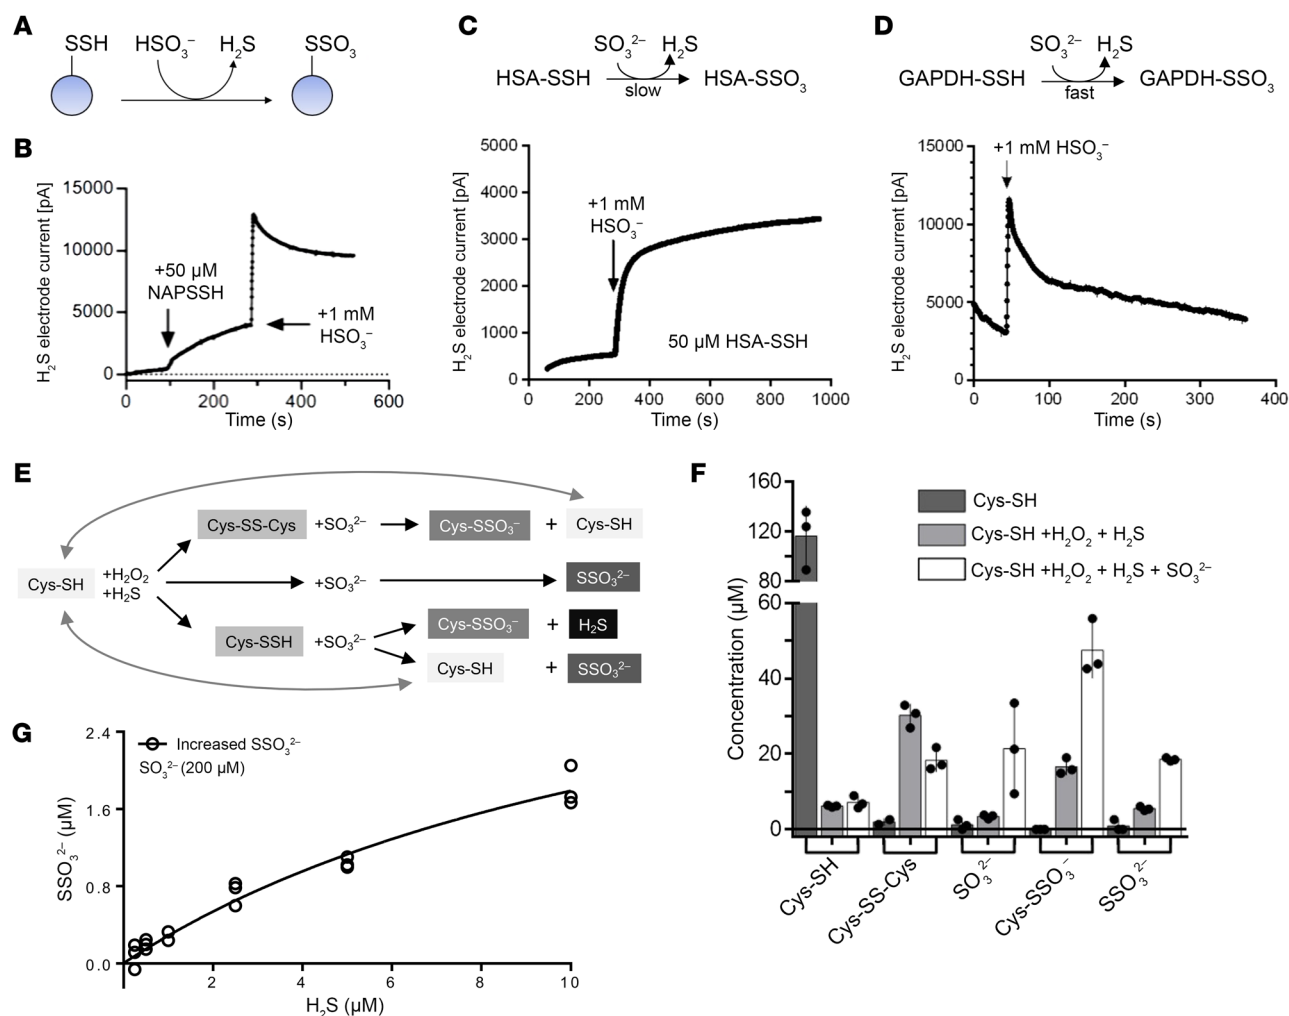 A
SSH HSO₃⁻ H₂S SSO₃
B
H₂S electrode current [pA]
15000
10000
5000
0
+50 µM
NAPSSH
+1 mM
HSO₃⁻
0 200 400 600
Time (s)
C
SO₃²⁻ H₂S
HSA-SSH slow HSA-SSO₃
H₂S electrode current [pA]
5000
4000
3000
2000
1000
0
+1 mM
HSO₃⁻
50 µM HSA-SSH
0 200 400 600 800 1000
Time (s)
D
SO₃²⁻ H₂S
GAPDH-SSH fast GAPDH-SSO₃
H₂S electrode current [pA]
15000
10000
5000
0
+1 mM HSO₃⁻
0 100 200 300 400
Time (s)
E
Cys-SS-Cys +SO₃²⁻ Cys-SSO₃⁻ + Cys-SH
Cys-SH +H₂O₂
+H₂S
+SO₃²⁻ SSO₃²⁻
Cys-SSH +SO₃²⁻ Cys-SSO₃⁻ + H₂S
Cys-SH + SSO₃²⁻
F
Concentration (µM)
160
120
80
60
40
20
0
Cys-SH
Cys-SH +H₂O₂ + H₂S
Cys-SH +H₂O₂ + H₂S + SO₃²⁻
Cys-SH
Cys-SS-Cys
SO₃²⁻
Cys-SSO₃⁻
SSO₃²⁻
G
SSO₃²⁻ (µM)
2.4
1.6
0.8
0.0
Increased SSO₃²⁻
SO₃²⁻ (200 µM)
2 4 6 8 10
H₂S (µM)